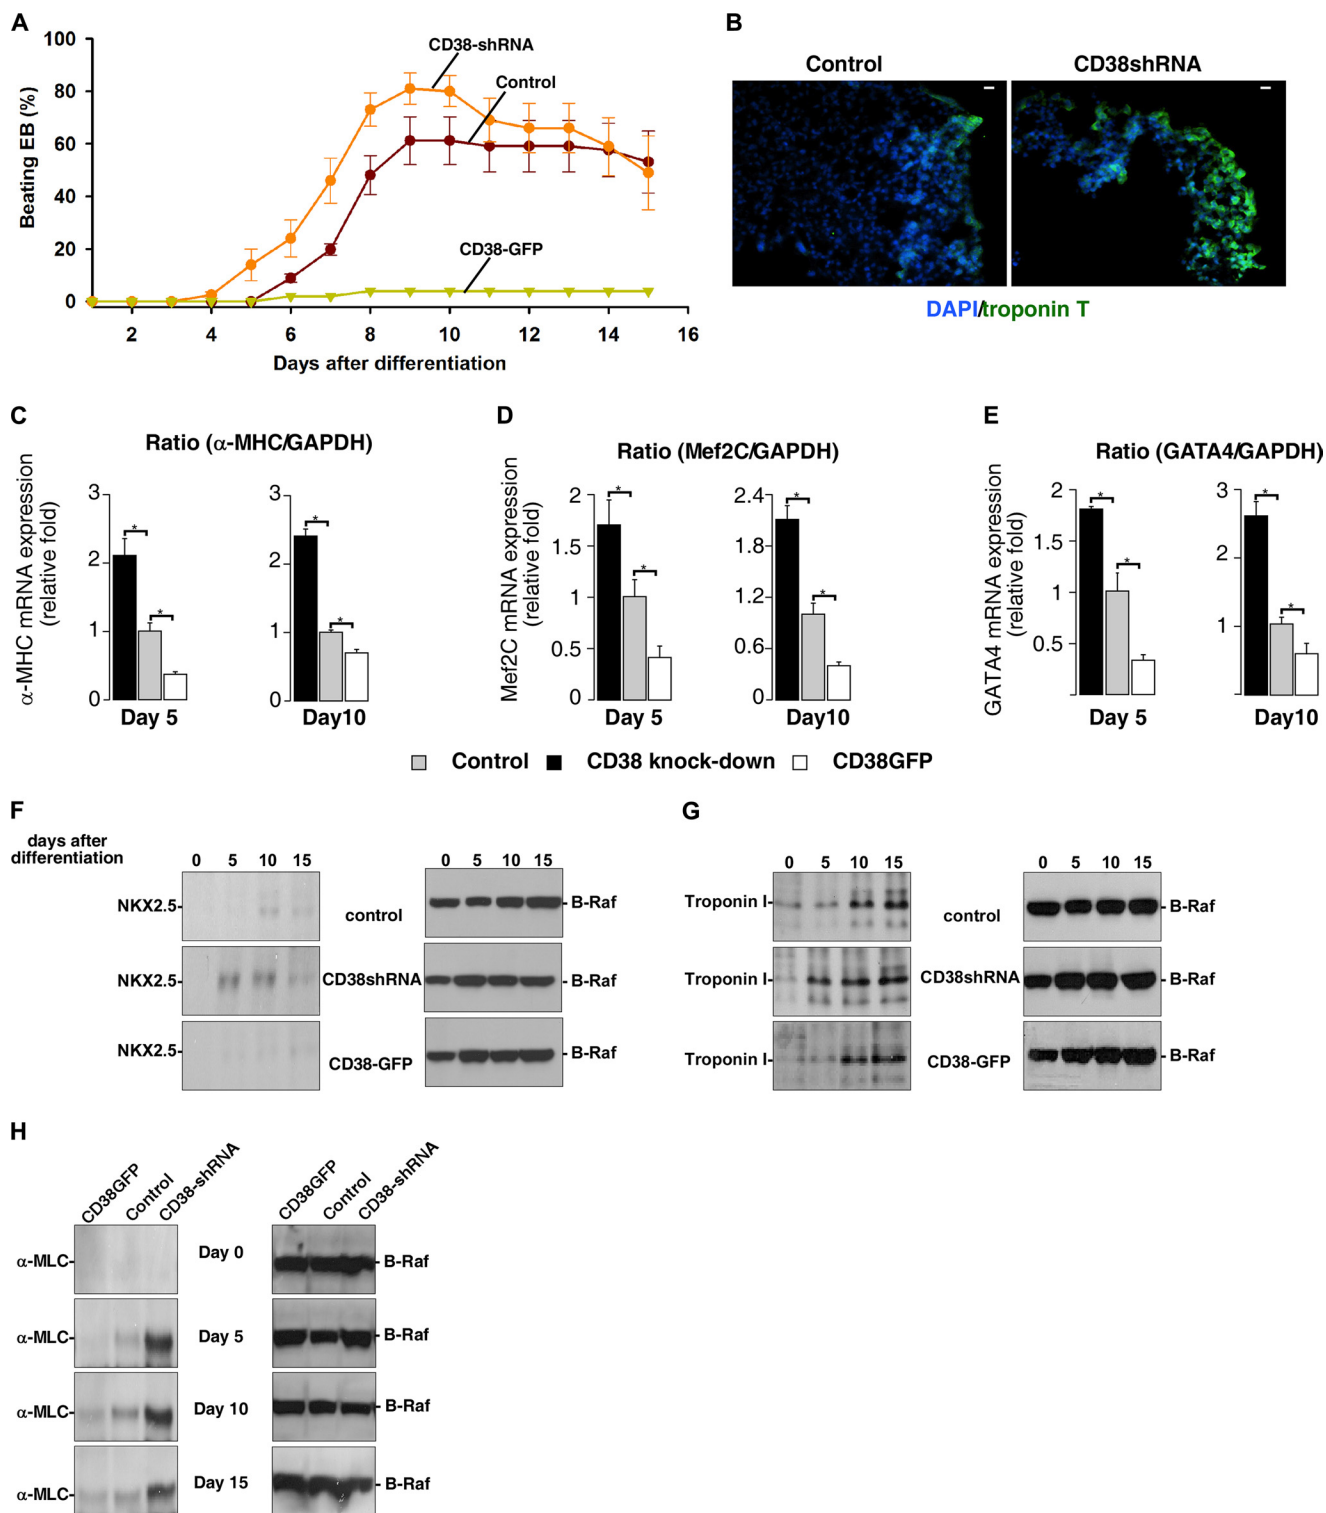 A
100
80
60
40
20
0
Beating EB (%)
CD38-shRNA
Control
CD38-GFP
2 4 6 8 10 12 14 16
Days after differentiation
B
Control
CD38shRNA
DAPI/troponin T
C
Ratio (α-MHC/GAPDH)
α-MHC mRNA expression
(relative fold)
3
2
1
0
*
*
Day 5
3
2
1
0
*
*
Day10
D
Ratio (Mef2C/GAPDH)
Mef2C mRNA expression
(relative fold)
2
1.5
1
0.5
0
*
*
Day 5
2.4
1.8
1.2
0.6
0
*
*
Day10
E
Ratio (GATA4/GAPDH)
GATA4 mRNA expression
(relative fold)
2
1.5
1
0.5
*
*
Day 5
3
2
1
0
*
*
Day10
Control CD38 knock-down CD38GFP
F
days after
differentiation
0 5 10 15
0 5 10 15
NKX2.5
control
B-Raf
NKX2.5
CD38shRNA
B-Raf
NKX2.5
CD38-GFP
B-Raf
G
0 5 10 15
0 5 10 15
Troponin I
control
B-Raf
Troponin I
CD38shRNA
B-Raf
Troponin I
CD38-GFP
B-Raf
H
CD38GFP
Control
CD38-shRNA
CD38GFP
Control
CD38-shRNA
α-MLC
Day 0
B-Raf
α-MLC
Day 5
B-Raf
α-MLC
Day 10
B-Raf
α-MLC
Day 15
B-Raf